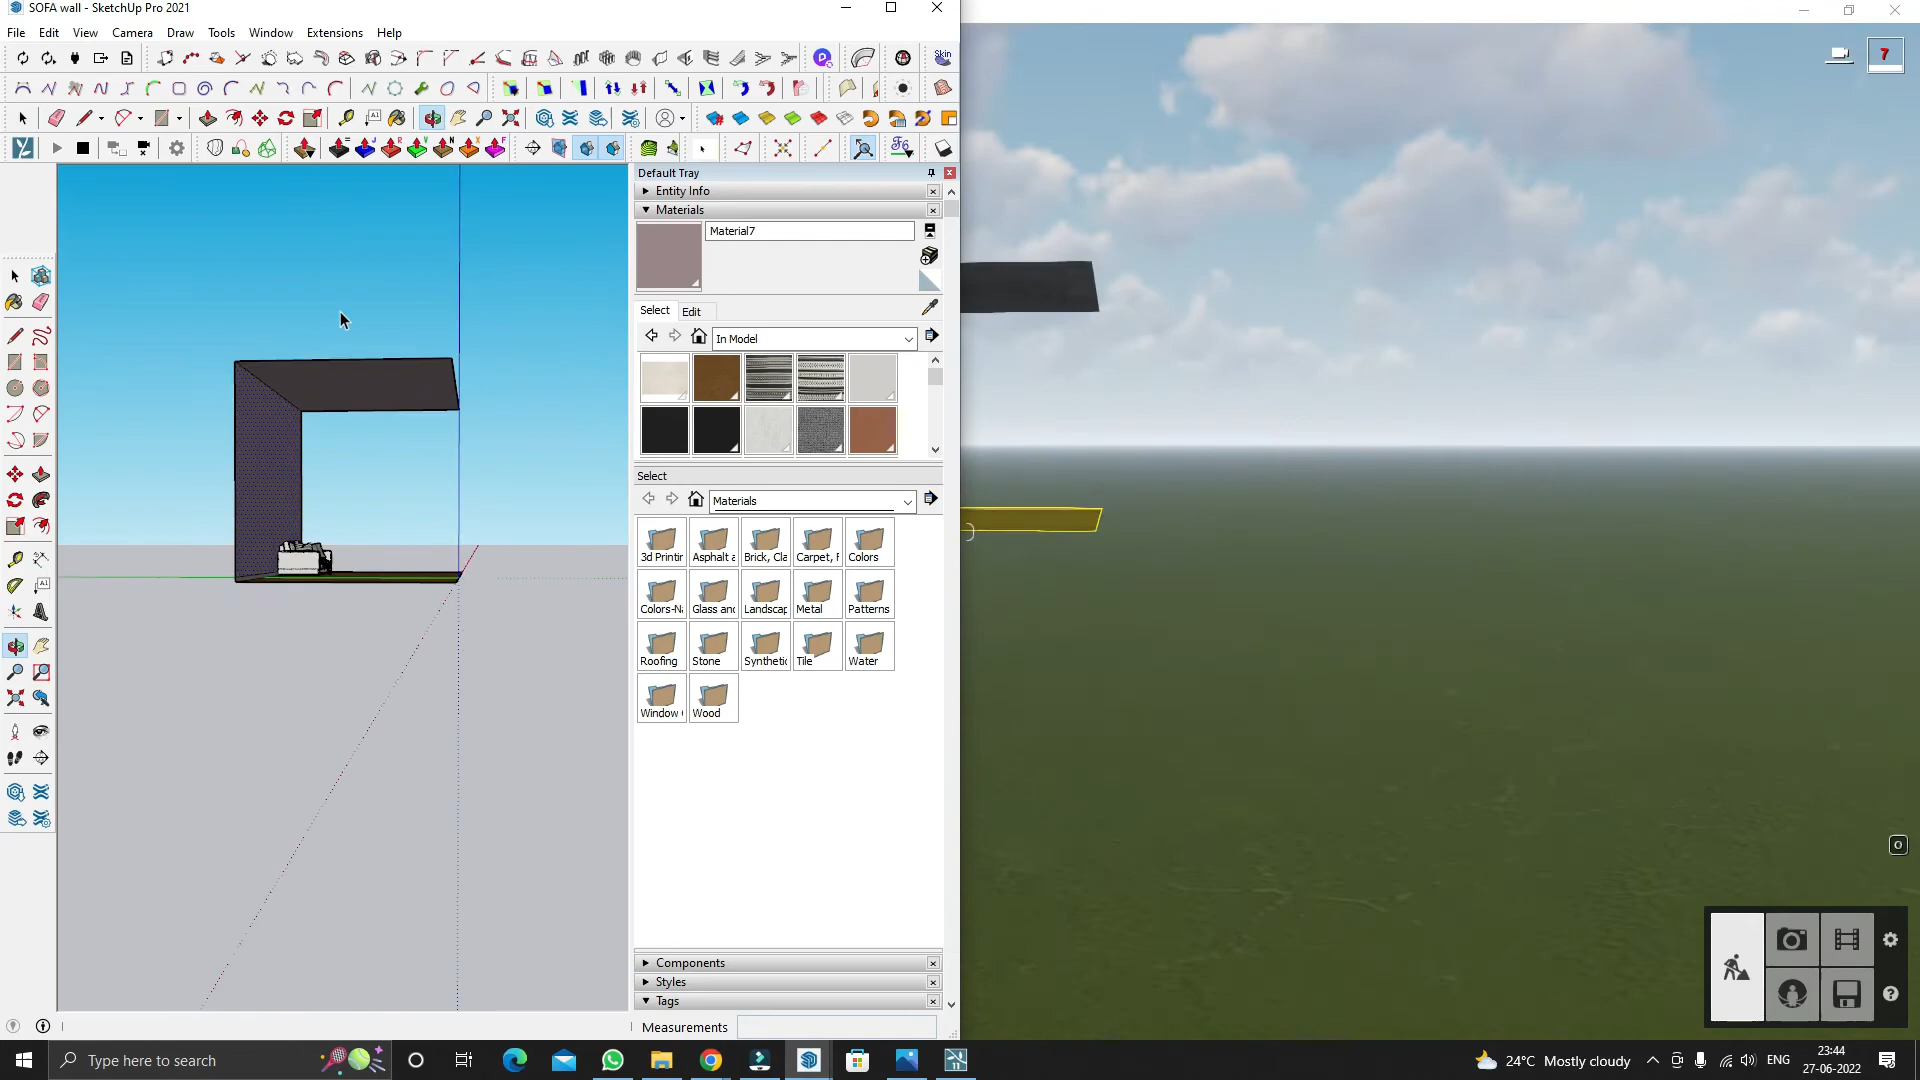 SOFA wall - SketchUp Pro 2021
File Edit View Camera Draw Tools Window Extensions Help
7
Skin
Default Tray
Entity Info
Materials
Material7
Select Edit
In Model
Select
Materials
3d Printir Asphalt a Brick, Cla Carpet, F Colors
Colors-Na Glass and Landscap Metal Patterns
Roofing Stone Synthetic Tile Water
Window ( Wood
O
Components
Styles
Tags
Measurements
Type here to search
24°C Mostly cloudy
ENG
23:44
27-06-2022